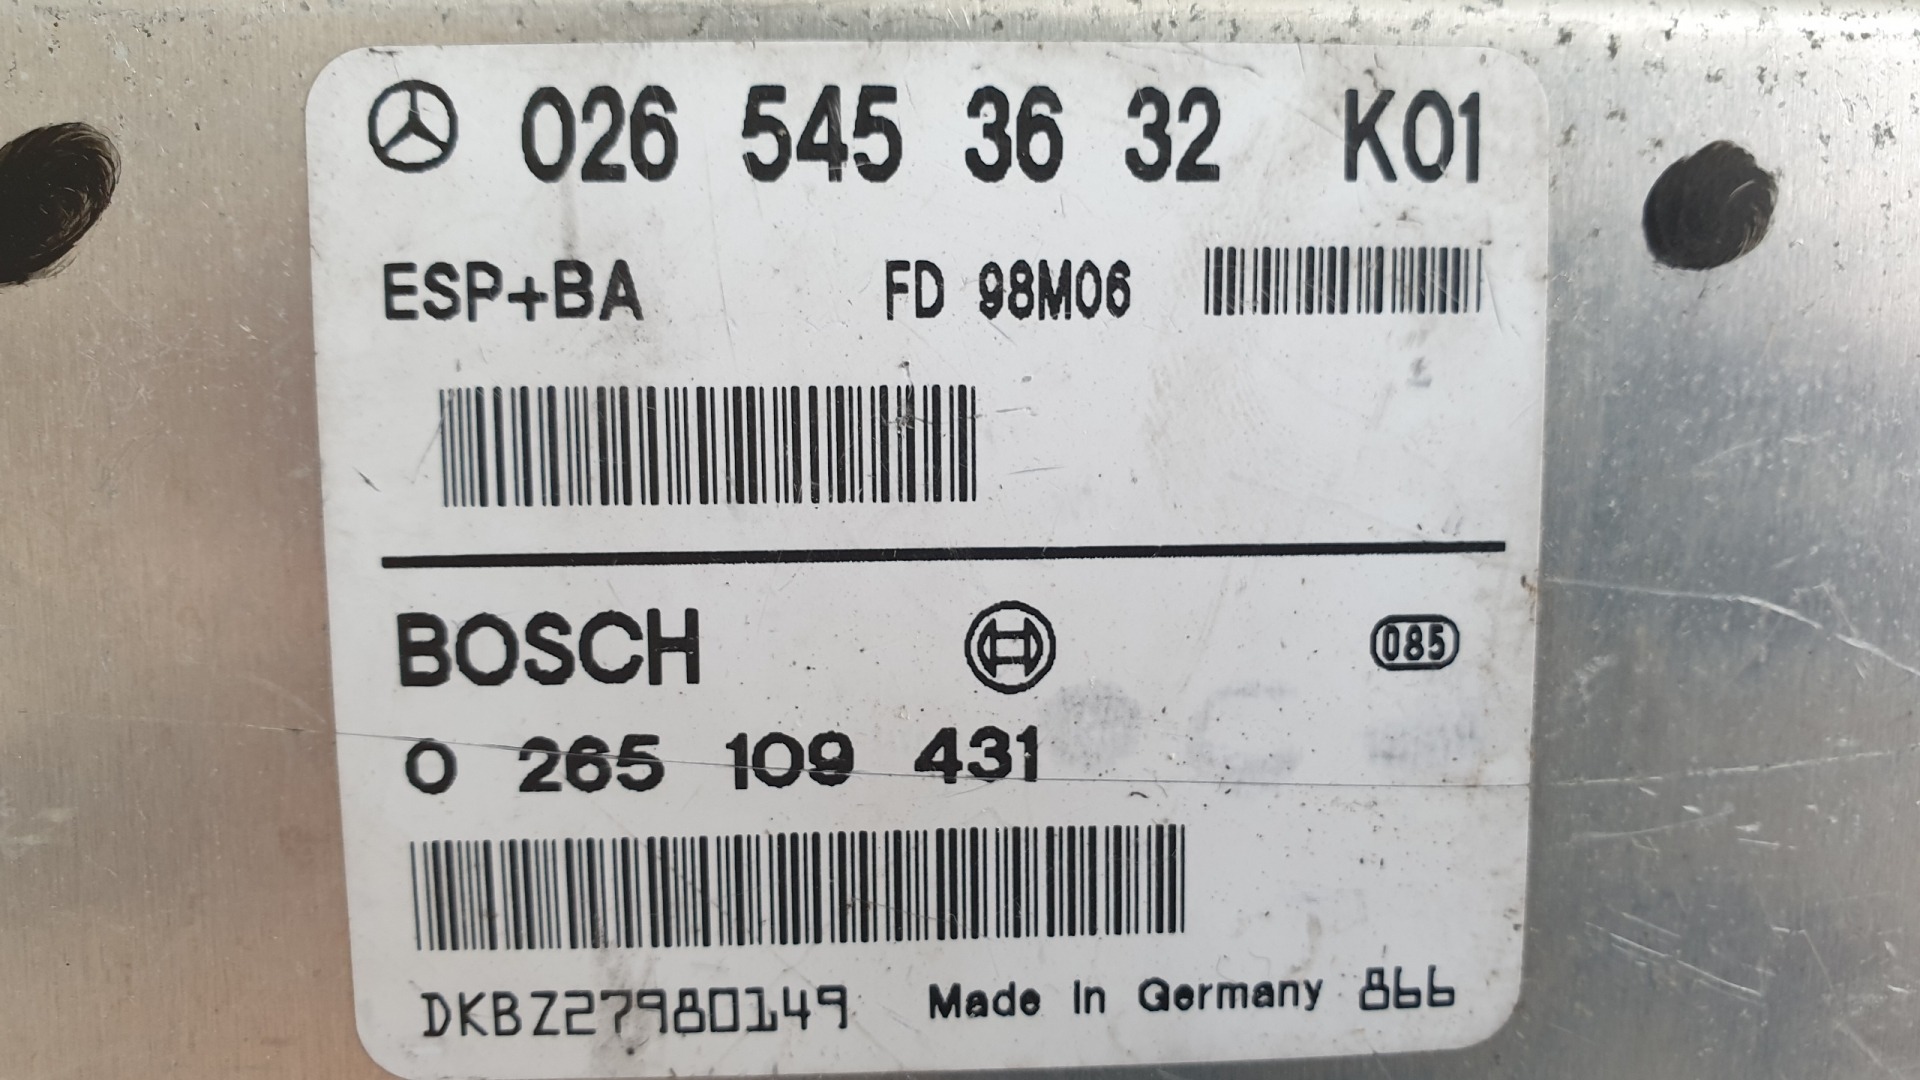 026 545 36 32 K01
ESP+BA FD 98M06
BOSCH 085
0 265 109 431
DKBZ27980149 Made In Germany 866